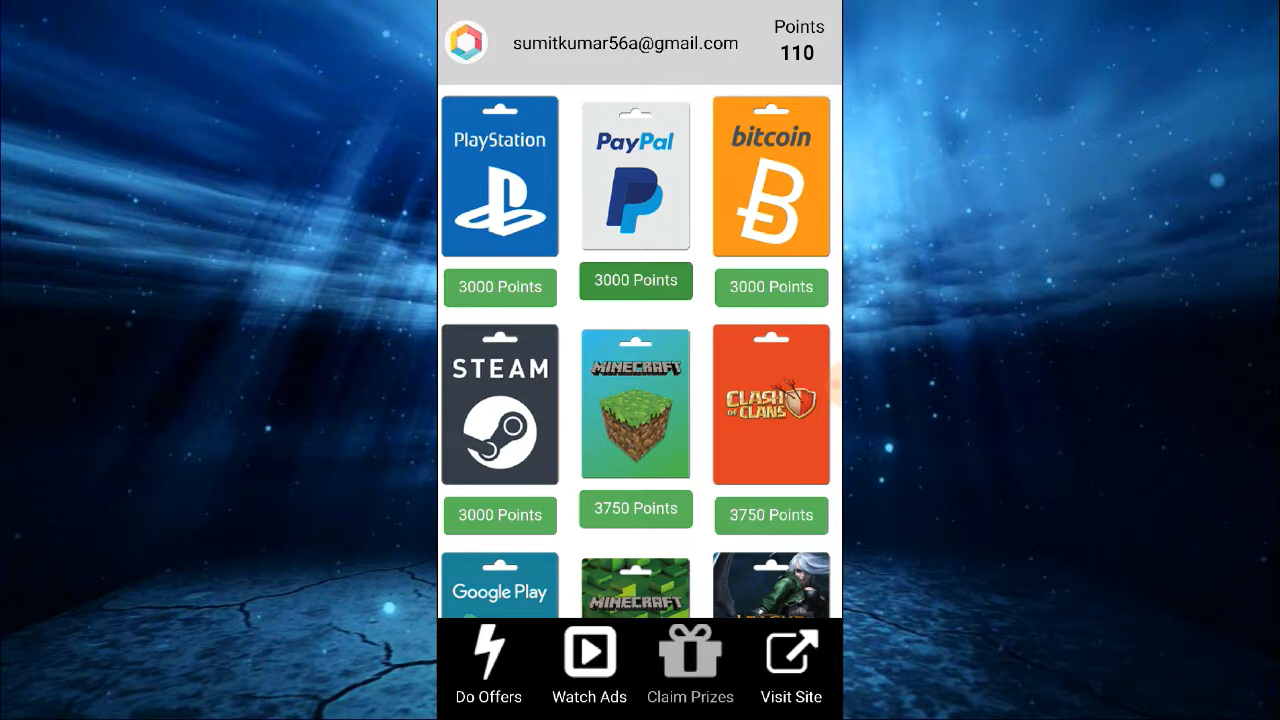 sumitkumar56a@gmail.com
Points
110
PlayStation
PayPal
bitcoin
3000 Points
3000 Points
3000 Points
STEAM
MINECRAFT
CLASH
OF CLANS
3000 Points
3750 Points
3750 Points
Google Play
MINECRAFT
Do Offers
Watch Ads
Claim Prizes
Visit Site